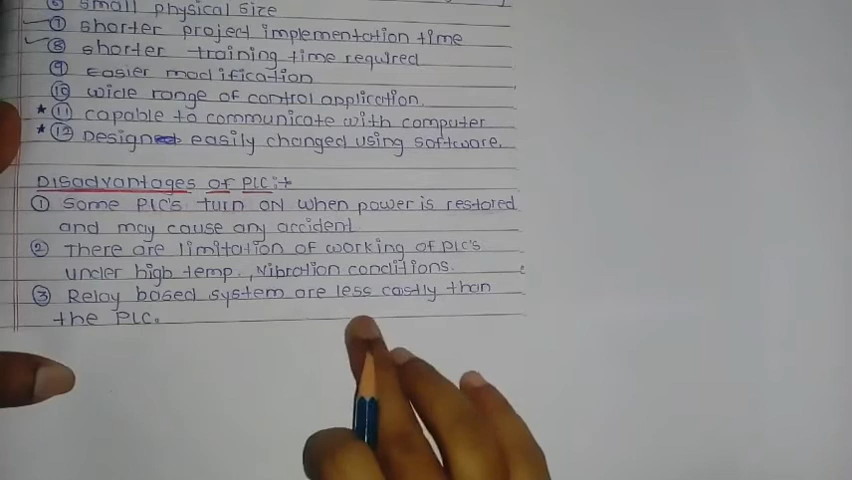 ⑥ small physical size
⑦ shorter project implementation time
⑧ shorter training time required
⑨ easier modification
⑩ wide range of control application.
* ⑪ capable to communicate with computer
* ⑫ Designed easily changed using software.
Disadvantages of PLC :+
① Some PLC's turn ON when power is restored
and may cause any accident.
② There are limitation of working of PLC's
under high temp., Vibration conditions.
③ Relay based system are less costly than
the PLC.